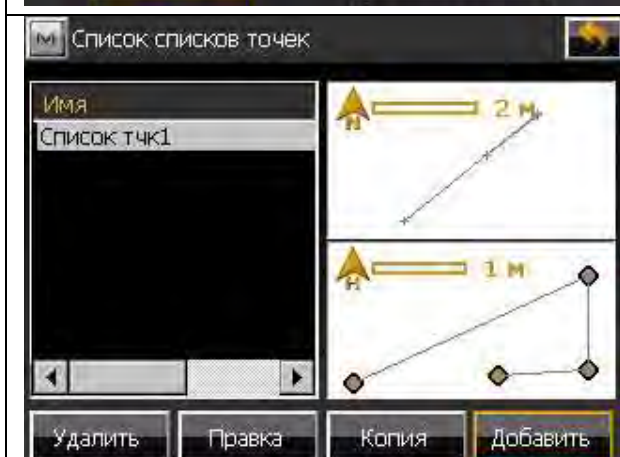 Список списков точек
Имя
Список тчк1
N 2 м
N 1 м
Удалить Правка Копия Добавить